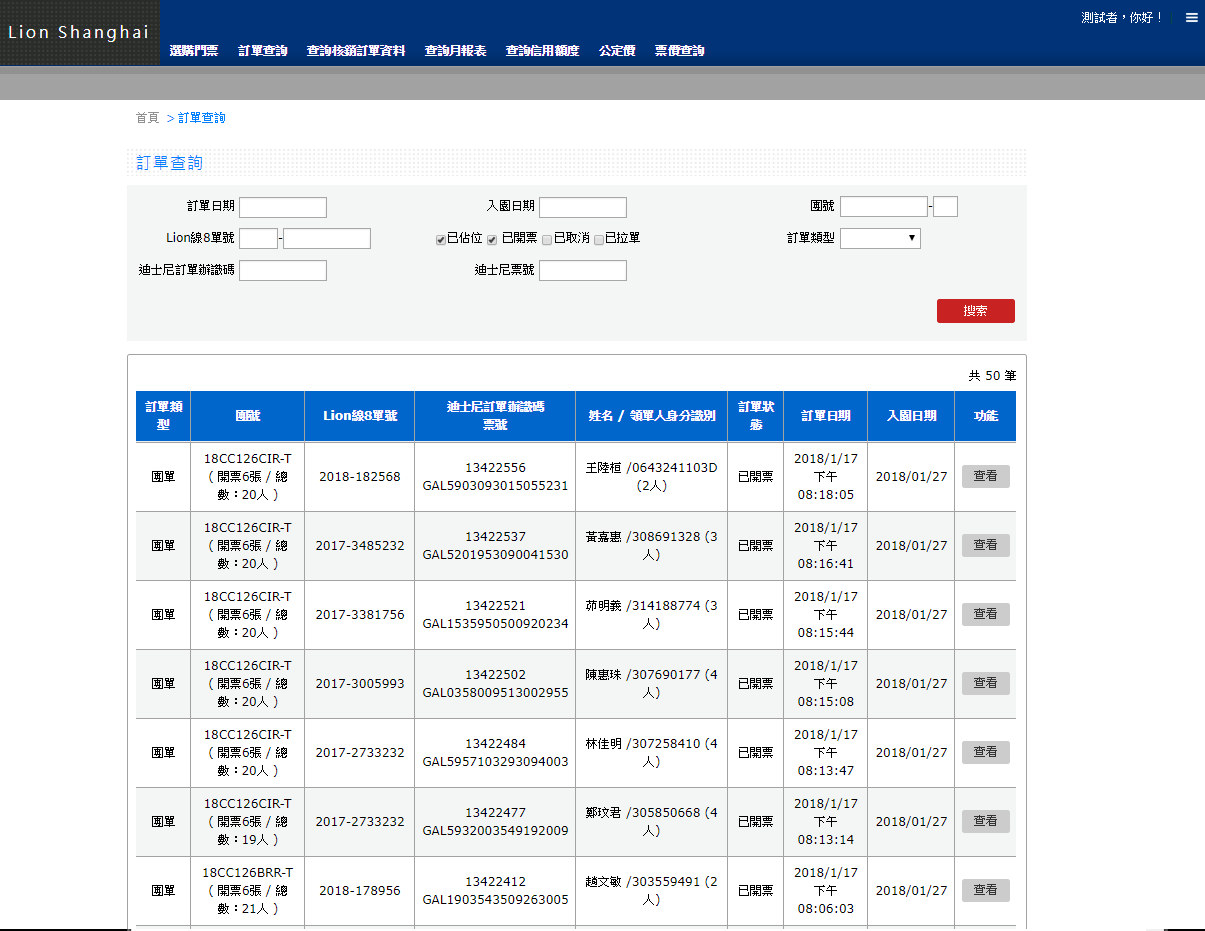 Lion Shanghai
測試者，你好！
選購門票 訂單查詢 查詢核銷訂單資料 查詢月報表 查詢信用額度 公定價 票價查詢
首頁 > 訂單查詢
訂單查詢
訂單日期 入園日期 團號 -
Lion線8單號 - 已佔位 已開票 已取消 已拉單 訂單類型
迪士尼訂單辦識碼 迪士尼票號
搜索
共 50 筆
訂單類型 團號 Lion線8單號 迪士尼訂單辦識碼 票號 姓名 / 領單人身分識別 訂單狀態 訂單日期 入園日期 功能
團單 18CC126CIR-T ( 開票6張 / 總數：20人 ) 2018-182568 13422556 GAL5903093015055231 王陸桓 /0643241103D (2人) 已開票 2018/1/17 下午 08:18:05 2018/01/27 查看
團單 18CC126CIR-T ( 開票6張 / 總數：20人 ) 2017-3485232 13422537 GAL5201953090041530 黃嘉惠 /308691328 (3人) 已開票 2018/1/17 下午 08:16:41 2018/01/27 查看
團單 18CC126CIR-T ( 開票6張 / 總數：20人 ) 2017-3381756 13422521 GAL1535950500920234 茆明義 /314188774 (3人) 已開票 2018/1/17 下午 08:15:44 2018/01/27 查看
團單 18CC126CIR-T ( 開票6張 / 總數：20人 ) 2017-3005993 13422502 GAL0358009513002955 陳惠珠 /307690177 (4人) 已開票 2018/1/17 下午 08:15:08 2018/01/27 查看
團單 18CC126CIR-T ( 開票6張 / 總數：20人 ) 2017-2733232 13422484 GAL5957103293094003 林佳明 /307258410 (4人) 已開票 2018/1/17 下午 08:13:47 2018/01/27 查看
團單 18CC126CIR-T ( 開票6張 / 總數：19人 ) 2017-2733232 13422477 GAL5932003549192009 鄭玟君 /305850668 (4人) 已開票 2018/1/17 下午 08:13:14 2018/01/27 查看
團單 18CC126BRR-T ( 開票6張 / 總數：21人 ) 2018-178956 13422412 GAL1903543509263005 趙文敏 /303559491 (2人) 已開票 2018/1/17 下午 08:06:03 2018/01/27 查看